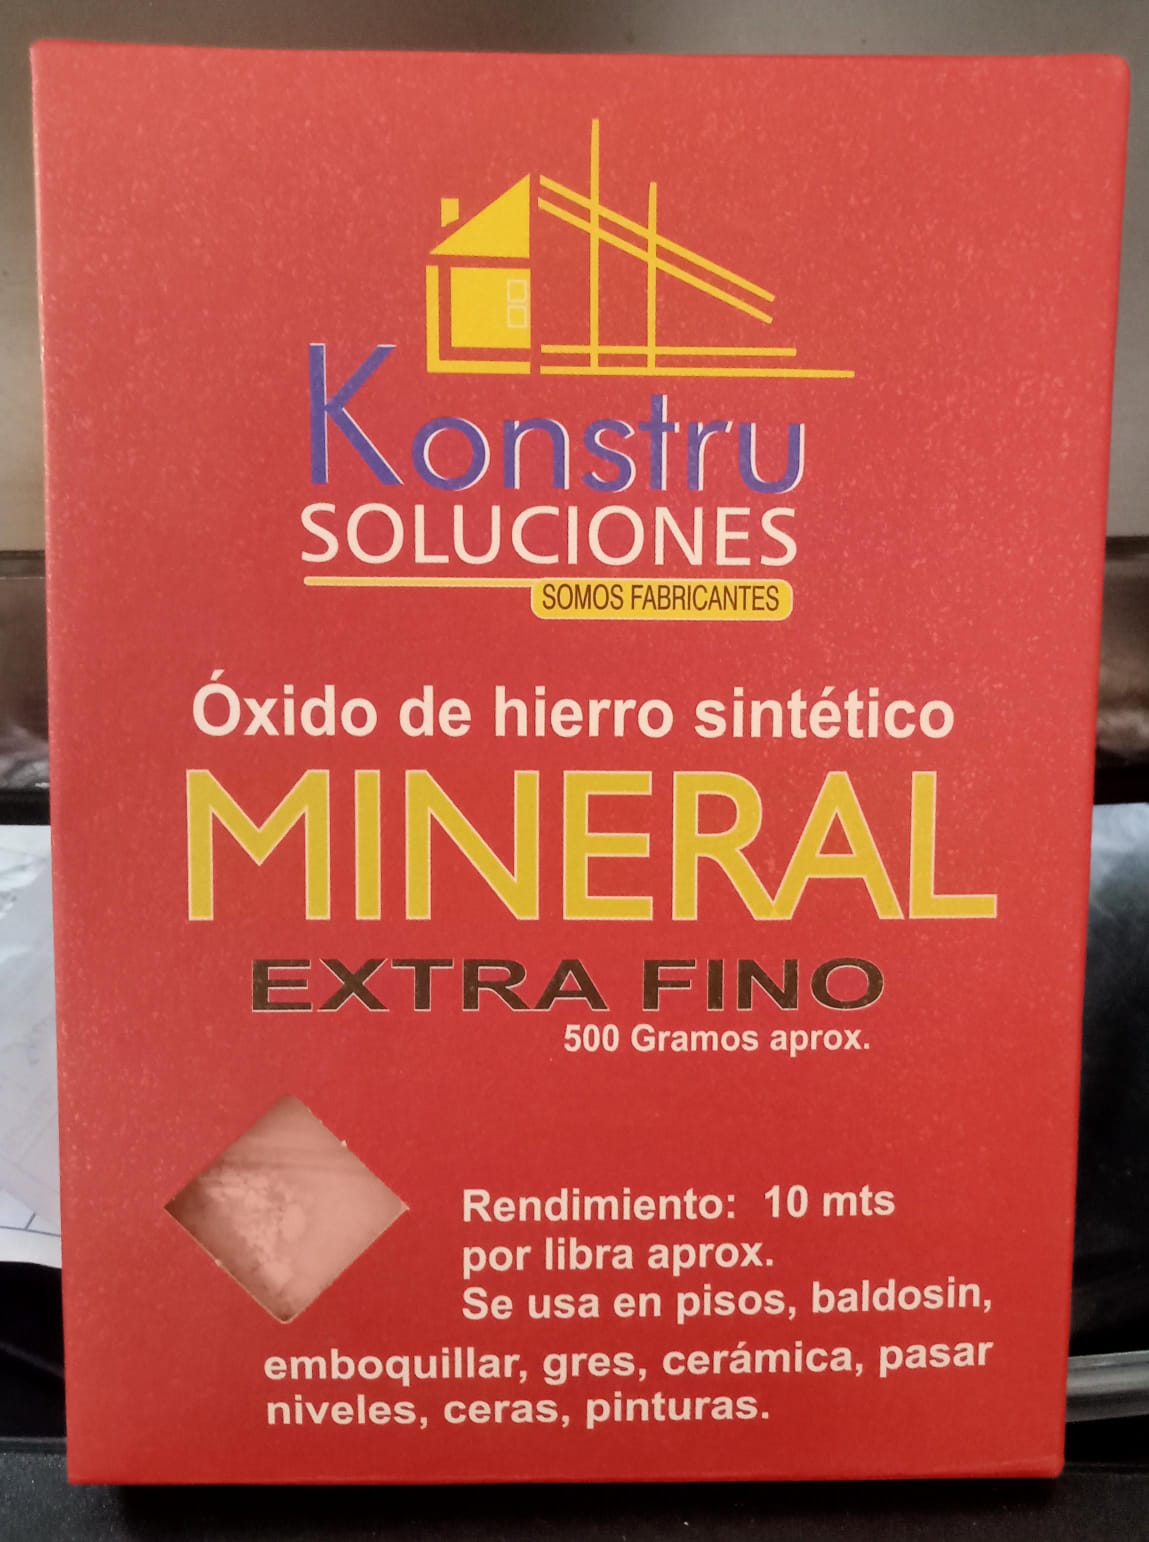 Konstru
SOLUCIONES
SOMOS FABRICANTES
Óxido de hierro sintético
MINERAL
EXTRA FINO
500 Gramos aprox.
Rendimiento: 10 mts
por libra aprox.
Se usa en pisos, baldosin,
emboquillar, gres, cerámica, pasar
niveles, ceras, pinturas.